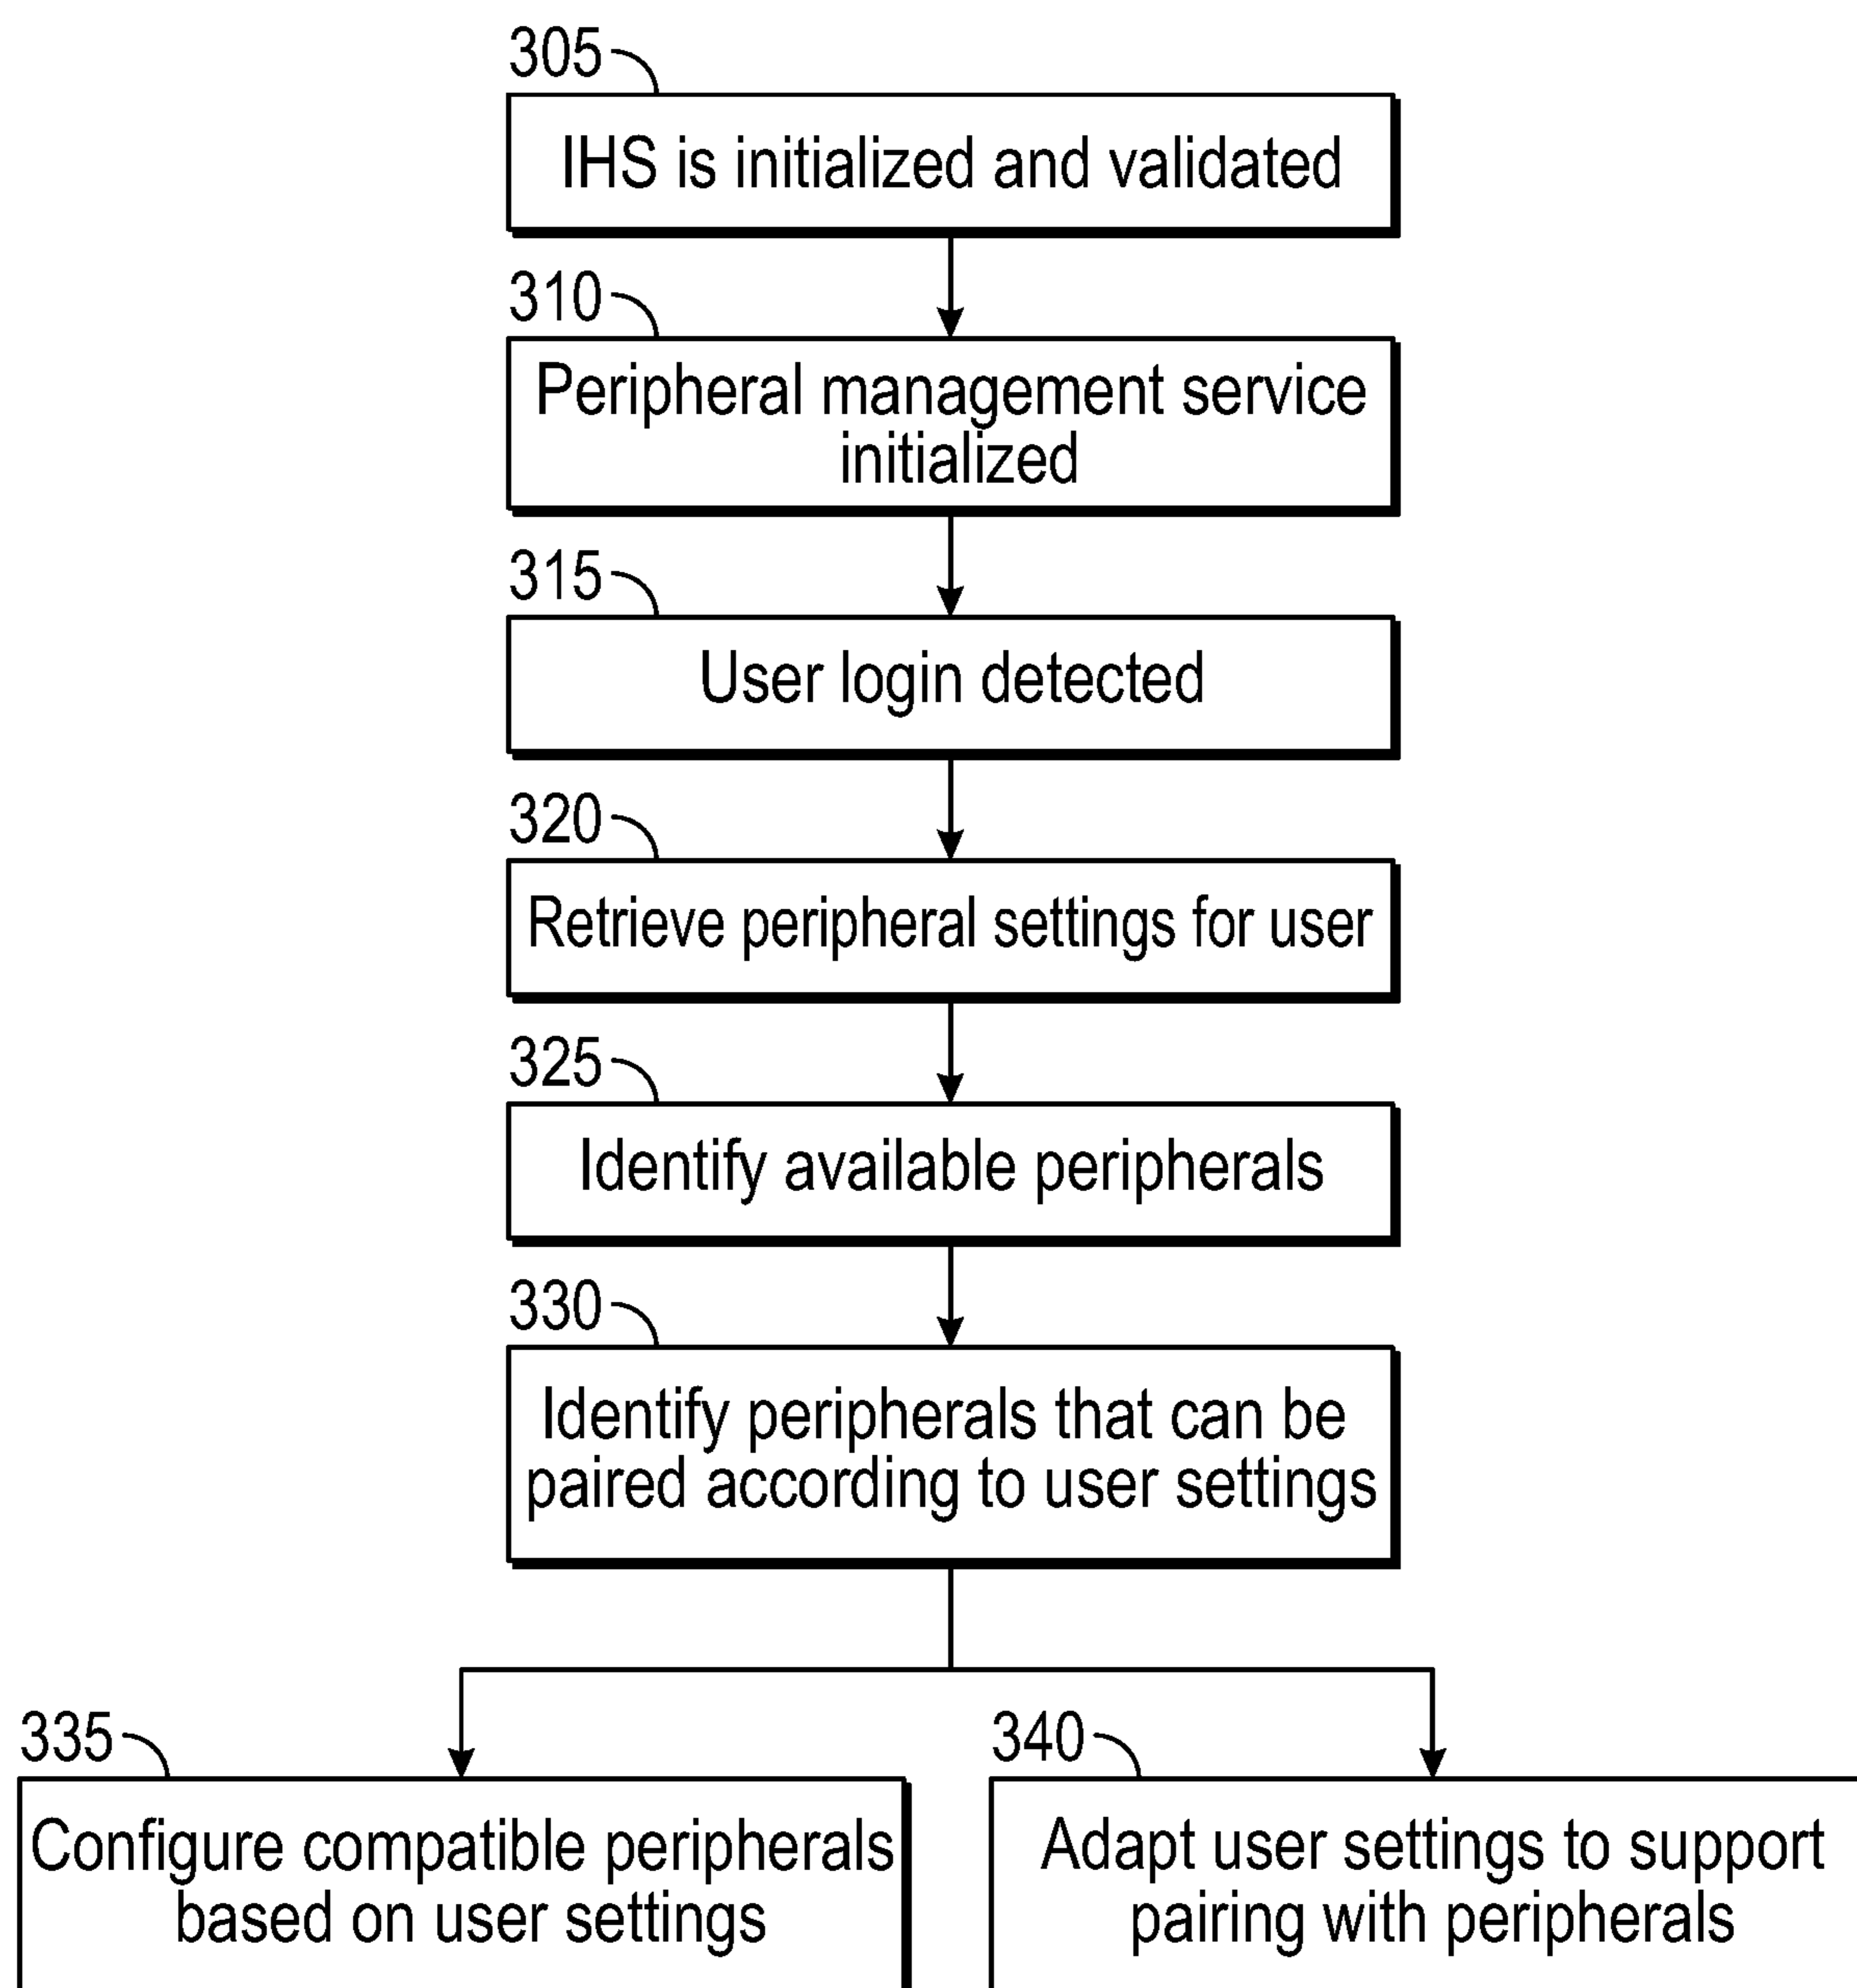 305
IHS is initialized and validated
310
Peripheral management service
initialized
315
User login detected
320
Retrieve peripheral settings for user
325
Identify available peripherals
330
Identify peripherals that can be
paired according to user settings
335
Configure compatible peripherals
based on user settings
340
Adapt user settings to support
pairing with peripherals